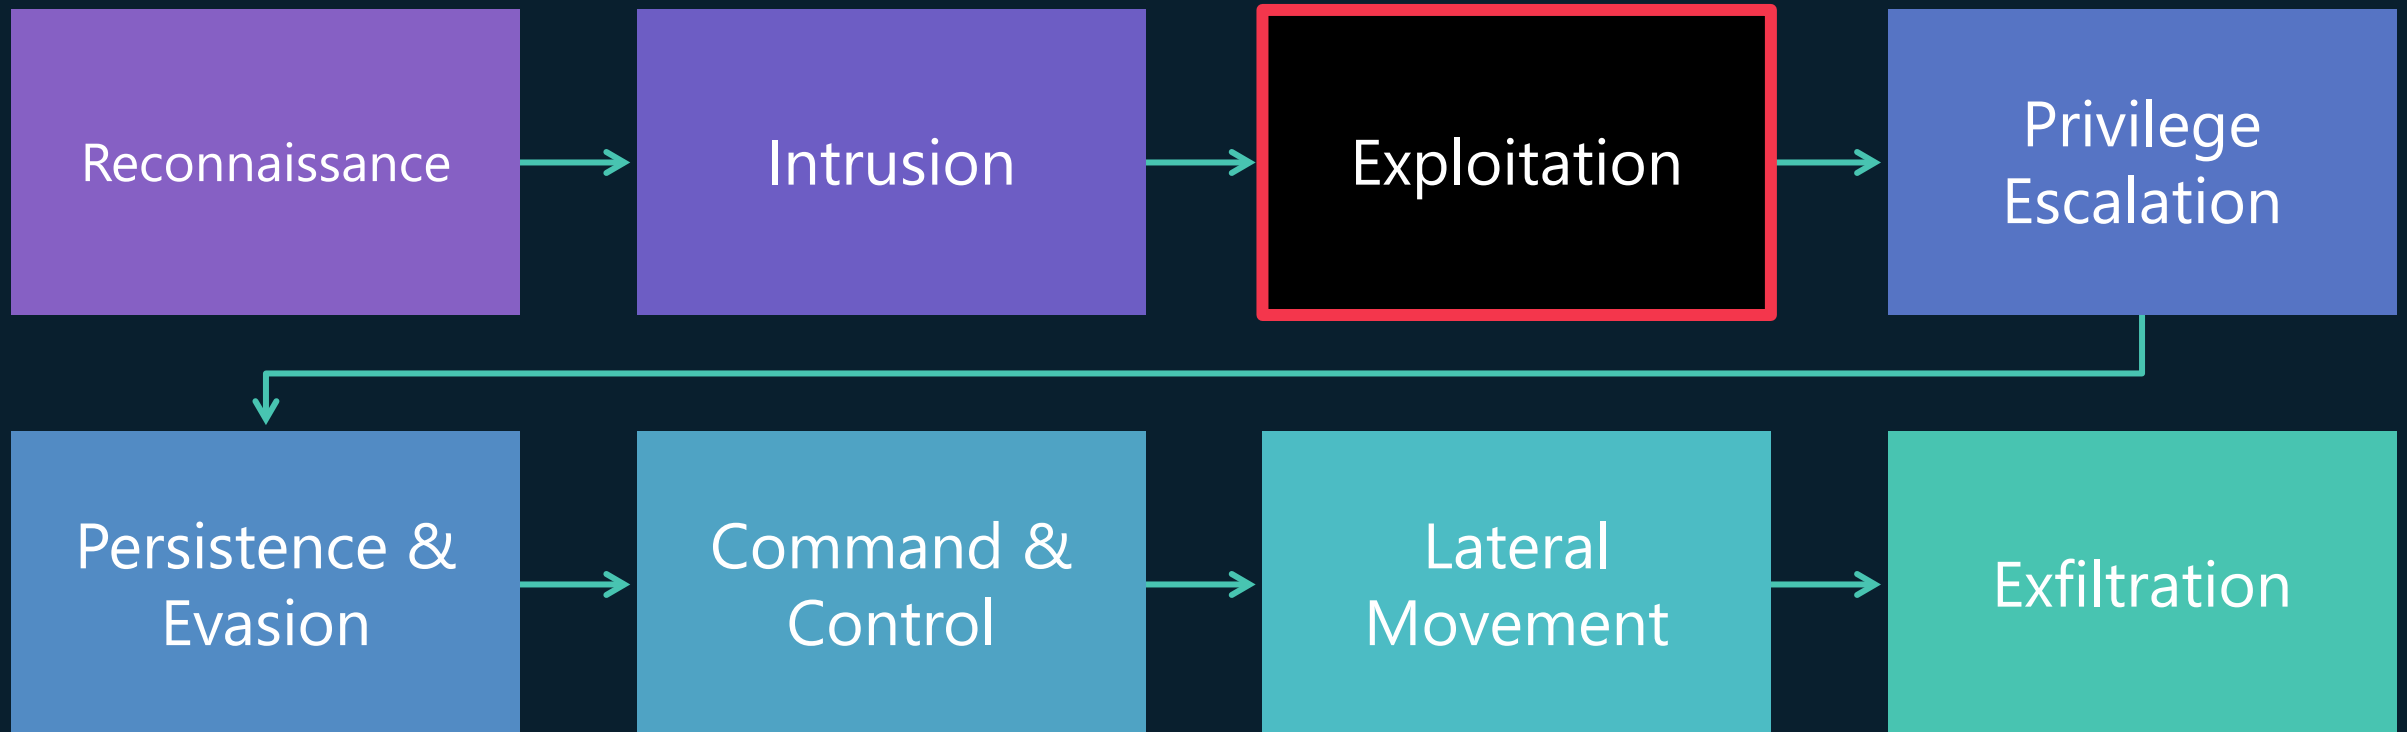 Reconnaissance
Intrusion
Exploitation
Privilege
Escalation
Persistence &
Evasion
Command &
Control
Lateral
Movement
Exfiltration